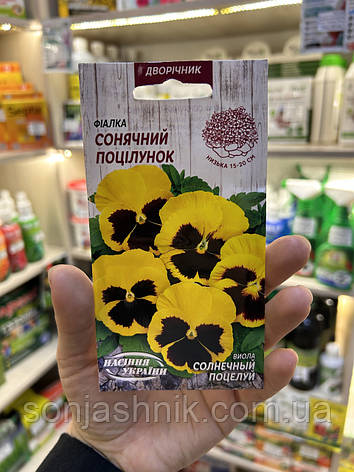 ДВОРІЧНИК
ФІАЛКА
СОНЯЧНИЙ
ПОЦІЛУНОК
НИЗЬКА 15-20 СМ
НАСІННЯ
УКРАЇНИ
ВИОЛА
СОЛНЕЧНЫЙ
ПОЦЕЛУЙ
sonjashnik.com.ua